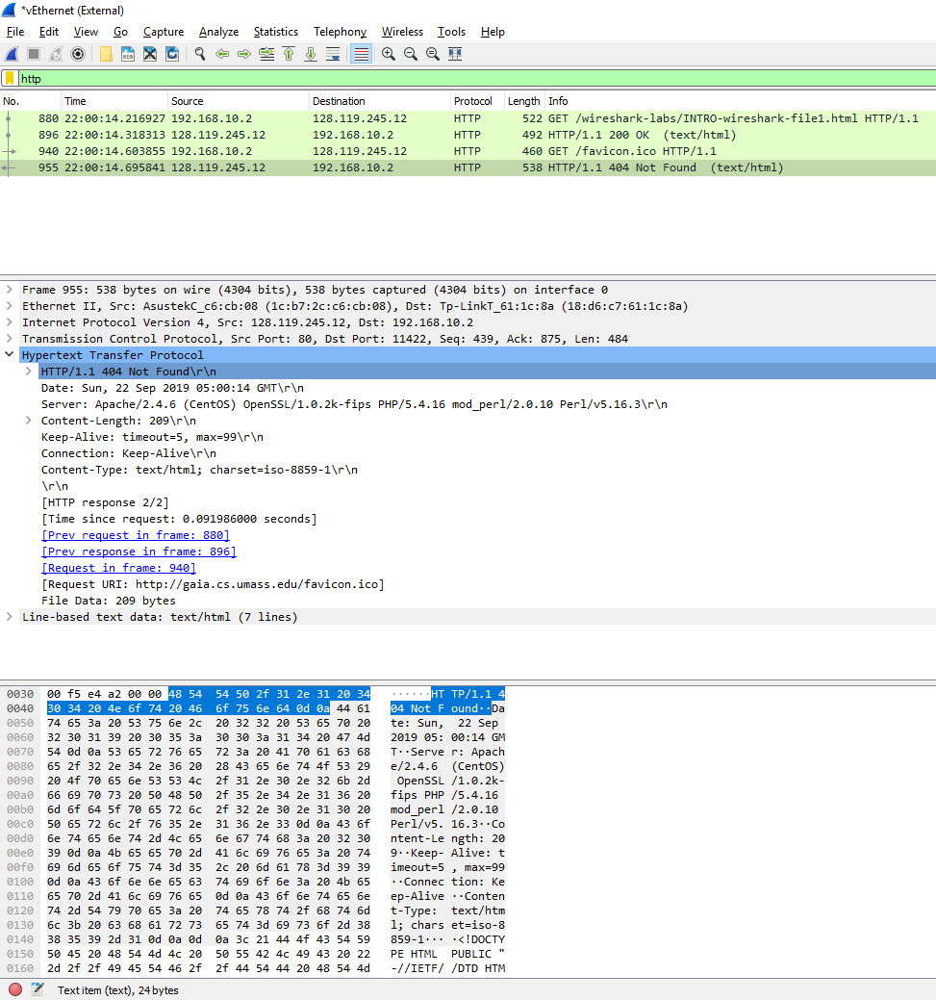 *vEthernet (External)
File Edit View Go Capture Analyze Statistics Telephony Wireless Tools Help
http
No. Time Source Destination Protocol Length Info
880 22:00:14.216927 192.168.10.2 128.119.245.12 HTTP 522 GET /wireshark-labs/INTRO-wireshark-file1.html HTTP/1.1
896 22:00:14.318313 128.119.245.12 192.168.10.2 HTTP 492 HTTP/1.1 200 OK (text/html)
940 22:00:14.603855 192.168.10.2 128.119.245.12 HTTP 460 GET /favicon.ico HTTP/1.1
955 22:00:14.695841 128.119.245.12 192.168.10.2 HTTP 538 HTTP/1.1 404 Not Found (text/html)
Frame 955: 538 bytes on wire (4304 bits), 538 bytes captured (4304 bits) on interface 0
Ethernet II, Src: AsustekC_c6:cb:08 (1c:b7:2c:c6:cb:08), Dst: Tp-LinkT_61:1c:8a (18:d6:c7:61:1c:8a)
Internet Protocol Version 4, Src: 128.119.245.12, Dst: 192.168.10.2
Transmission Control Protocol, Src Port: 80, Dst Port: 11422, Seq: 439, Ack: 875, Len: 484
Hypertext Transfer Protocol
HTTP/1.1 404 Not Found\r\n
Date: Sun, 22 Sep 2019 05:00:14 GMT\r\n
Server: Apache/2.4.6 (CentOS) OpenSSL/1.0.2k-fips PHP/5.4.16 mod_perl/2.0.10 Perl/v5.16.3\r\n
Content-Length: 209\r\n
Keep-Alive: timeout=5, max=99\r\n
Connection: Keep-Alive\r\n
Content-Type: text/html; charset=iso-8859-1\r\n
\r\n
[HTTP response 2/2]
[Time since request: 0.091986000 seconds]
[Prev request in frame: 880]
[Prev response in frame: 896]
[Request in frame: 940]
[Request URI: http://gaia.cs.umass.edu/favicon.ico]
File Data: 209 bytes
Line-based text data: text/html (7 lines)
0030 00 f5 e4 a2 00 00 48 54 54 50 2f 31 2e 31 20 34 ······HT TP/1.1 4
0040 30 34 20 4e 6f 74 20 46 6f 75 6e 64 0d 0a 44 61 04 Not F ound··Da
0050 74 65 3a 20 53 75 6e 2c 20 32 32 20 53 65 70 20 te: Sun, 22 Sep
0060 32 30 31 39 20 30 35 3a 30 30 3a 31 34 20 47 4d 2019 05: 00:14 GM
0070 54 0d 0a 53 65 72 76 65 72 3a 20 41 70 61 63 68 T··Serve r: Apach
0080 65 2f 32 2e 34 2e 36 20 28 43 65 6e 74 4f 53 29 e/2.4.6 (CentOS)
0090 20 4f 70 65 6e 53 53 4c 2f 31 2e 30 2e 32 6b 2d OpenSSL /1.0.2k-
00a0 66 69 70 73 20 50 48 50 2f 35 2e 34 2e 31 36 20 fips PHP /5.4.16
00b0 6d 6f 64 5f 70 65 72 6c 2f 32 2e 30 2e 31 30 20 mod_perl /2.0.10
00c0 50 65 72 6c 2f 76 35 2e 31 36 2e 33 0d 0a 43 6f Perl/v5. 16.3··Co
00d0 6e 74 65 6e 74 2d 4c 65 6e 67 74 68 3a 20 32 30 ntent-Le ngth: 20
00e0 39 0d 0a 4b 65 65 70 2d 41 6c 69 76 65 3a 20 74 9··Keep- Alive: t
00f0 69 6d 65 6f 75 74 3d 35 2c 20 6d 61 78 3d 39 39 imeout=5 , max=99
0100 0d 0a 43 6f 6e 6e 65 63 74 69 6f 6e 3a 20 4b 65 ··Connec tion: Ke
0110 65 70 2d 41 6c 69 76 65 0d 0a 43 6f 6e 74 65 6e ep-Alive ··Conten
0120 74 2d 54 79 70 65 3a 20 74 65 78 74 2f 68 74 6d t-Type: text/htm
0130 6c 3b 20 63 68 61 72 73 65 74 3d 69 73 6f 2d 38 l; chars et=iso-8
0140 38 35 39 2d 31 0d 0a 0d 0a 3c 21 44 4f 43 54 59 859-1··· ·<!DOCTY
0150 50 45 20 48 54 4d 4c 20 50 55 42 4c 49 43 20 22 PE HTML PUBLIC "
0160 2d 2f 2f 49 45 54 46 2f 2f 44 54 44 20 48 54 4d -//IETF/ /DTD HTM
Text item (text), 24 bytes